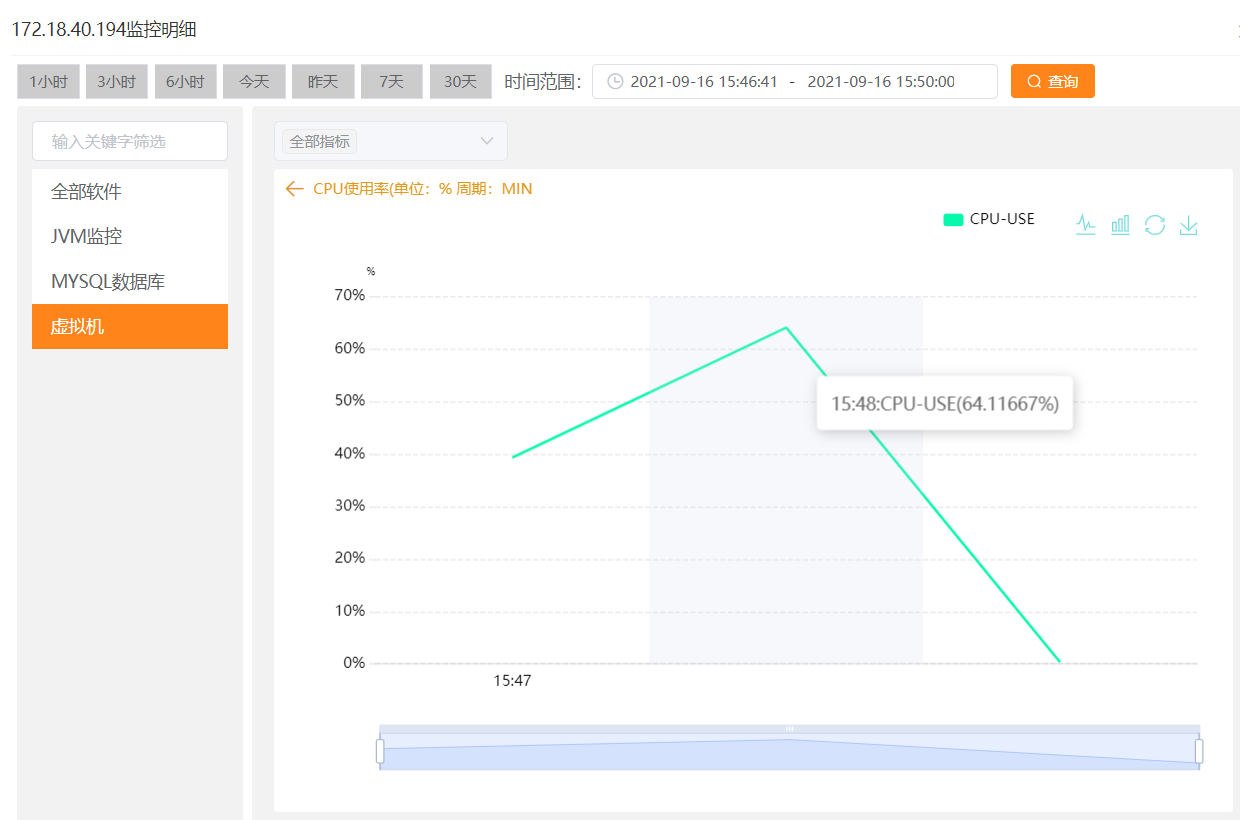 172.18.40.194监控明细
1小时 3小时 6小时 今天 昨天 7天 30天 时间范围: 2021-09-16 15:46:41 - 2021-09-16 15:50:00 查询
输入关键字筛选
全部软件
JVM监控
MYSQL数据库
虚拟机
全部指标
CPU使用率(单位：% 周期：MIN
CPU-USE
%
70%
60%
50%
15:48:CPU-USE(64.11667%)
40%
30%
20%
10%
0%
15:47